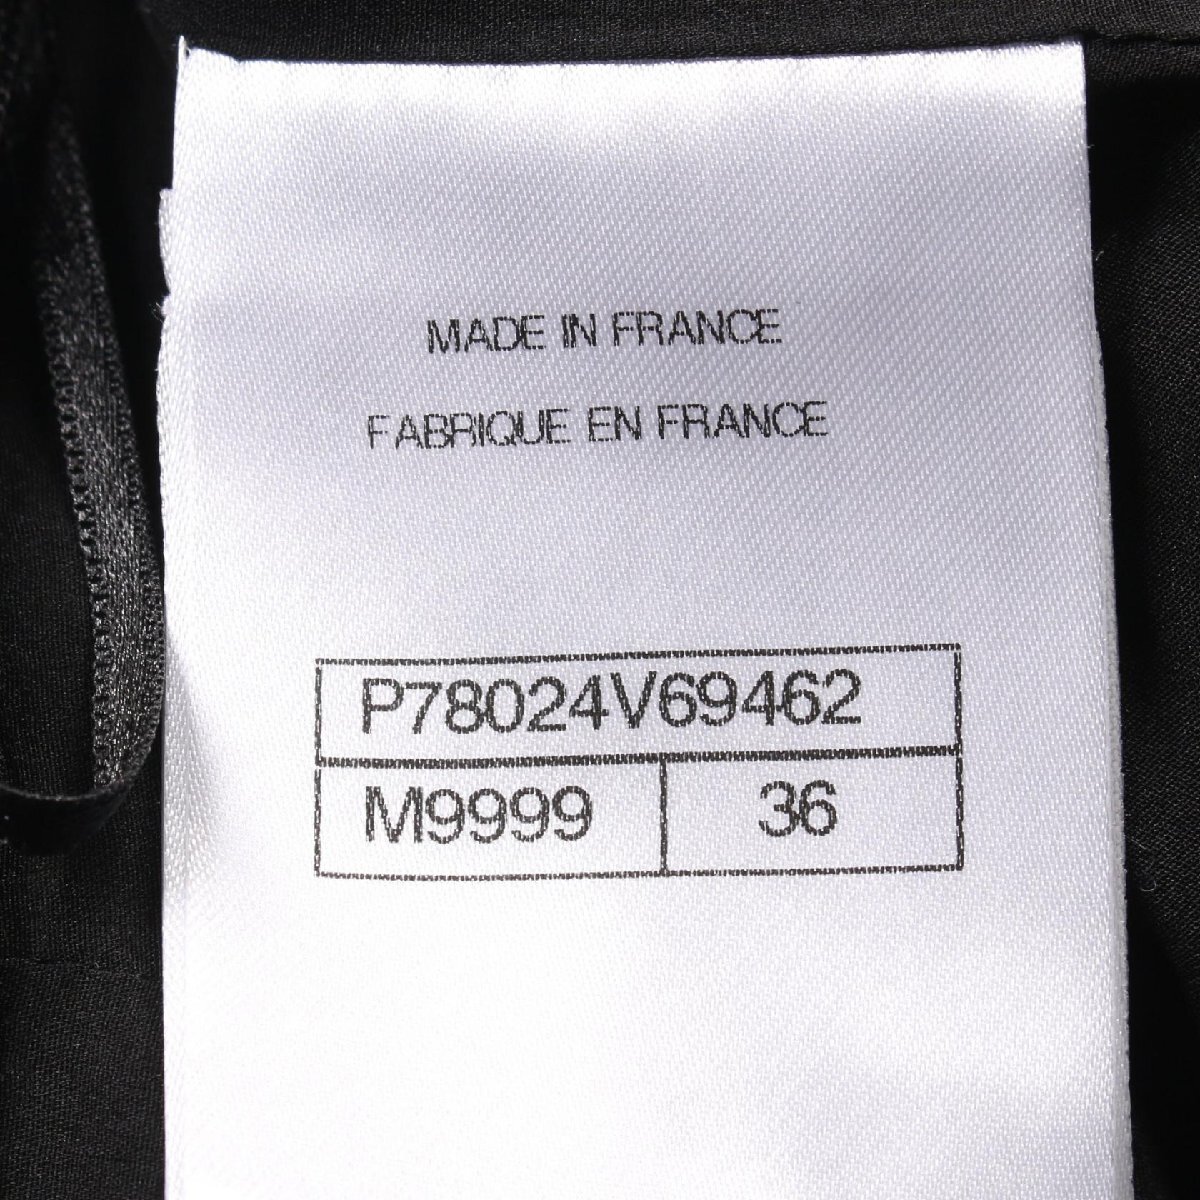 MADE IN FRANCE
FABRIQUE EN FRANCE
P78024V69462
M9999 36